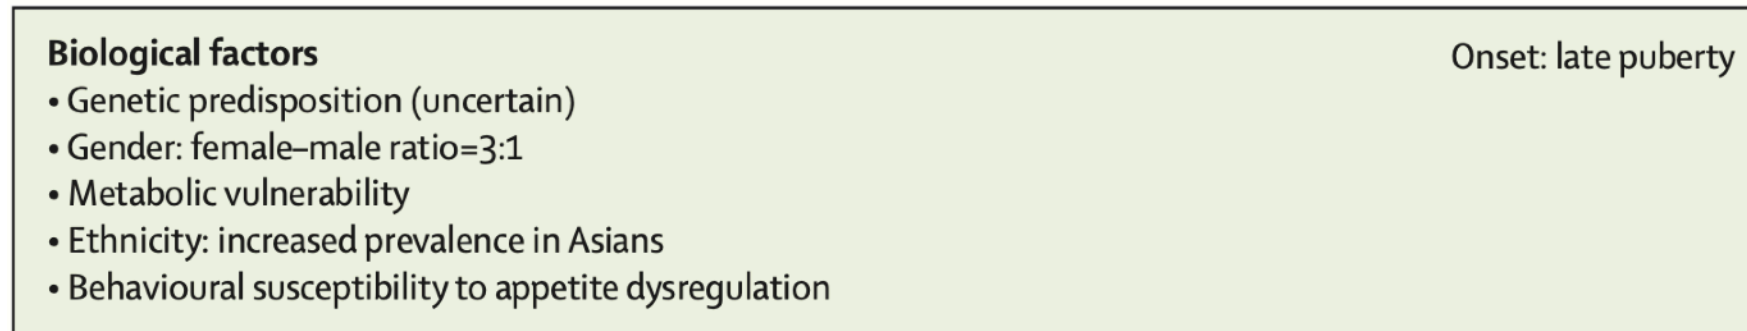 Biological factors
Onset: late puberty
• Genetic predisposition (uncertain)
• Gender: female–male ratio=3:1
• Metabolic vulnerability
• Ethnicity: increased prevalence in Asians
• Behavioural susceptibility to appetite dysregulation